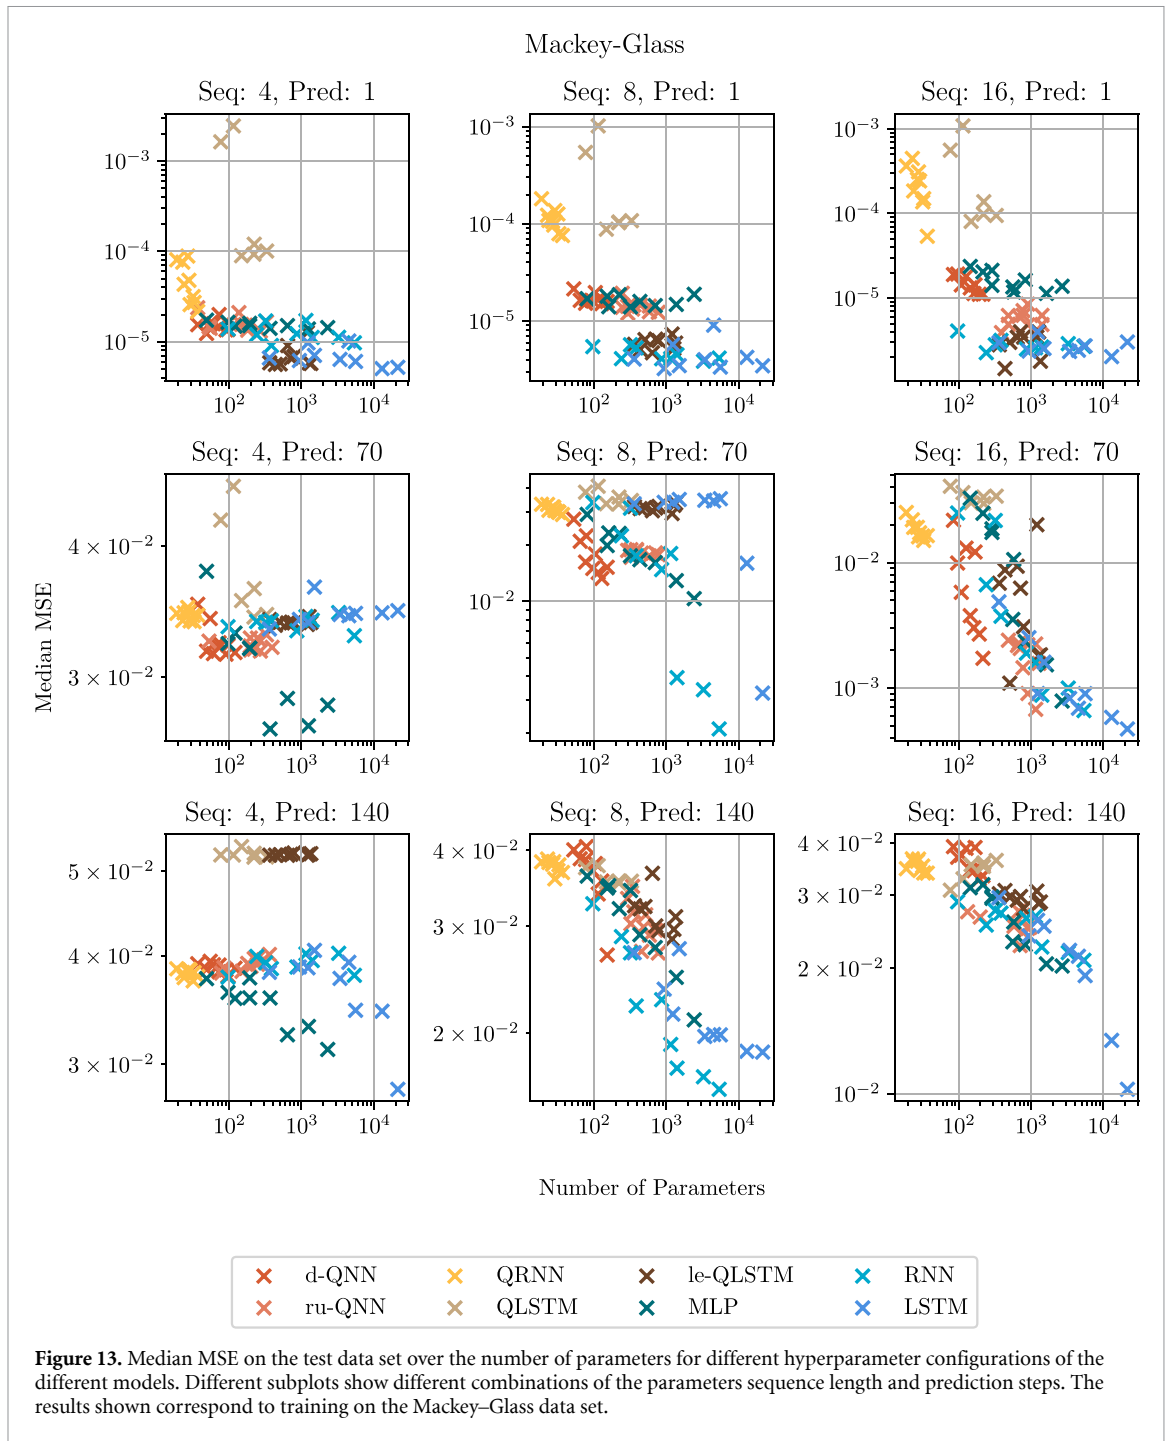 Mackey-Glass
Seq: 4, Pred: 1
Seq: 8, Pred: 1
Seq: 16, Pred: 1
10⁻³
10⁻⁴
10⁻⁵
10² 10³ 10⁴
10⁻³
10⁻⁴
10⁻⁵
10² 10³ 10⁴
10⁻³
10⁻⁴
10⁻⁵
10² 10³ 10⁴
Seq: 4, Pred: 70
Seq: 8, Pred: 70
Seq: 16, Pred: 70
Median MSE
4 × 10⁻²
3 × 10⁻²
10² 10³ 10⁴
10⁻²
10² 10³ 10⁴
10⁻²
10⁻³
10² 10³ 10⁴
Seq: 4, Pred: 140
Seq: 8, Pred: 140
Seq: 16, Pred: 140
5 × 10⁻²
4 × 10⁻²
3 × 10⁻²
10² 10³ 10⁴
4 × 10⁻²
3 × 10⁻²
2 × 10⁻²
10² 10³ 10⁴
4 × 10⁻²
3 × 10⁻²
2 × 10⁻²
10⁻²
10² 10³ 10⁴
Number of Parameters
d-QNN QRNN le-QLSTM RNN
ru-QNN QLSTM MLP LSTM
Figure 13. Median MSE on the test data set over the number of parameters for different hyperparameter configurations of the
different models. Different subplots show different combinations of the parameters sequence length and prediction steps. The
results shown correspond to training on the Mackey–Glass data set.